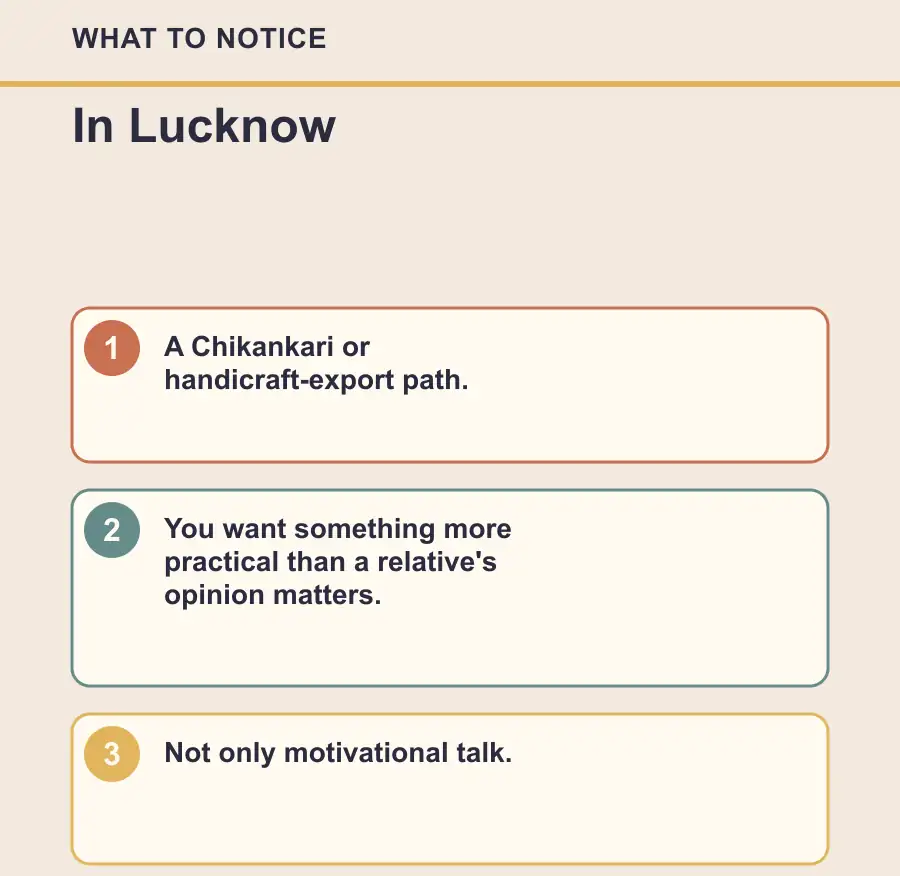 WHAT TO NOTICE
In Lucknow
1
A Chikankari or
handicraft-export path.
2
You want something more
practical than a relative's
opinion matters.
3
Not only motivational talk.